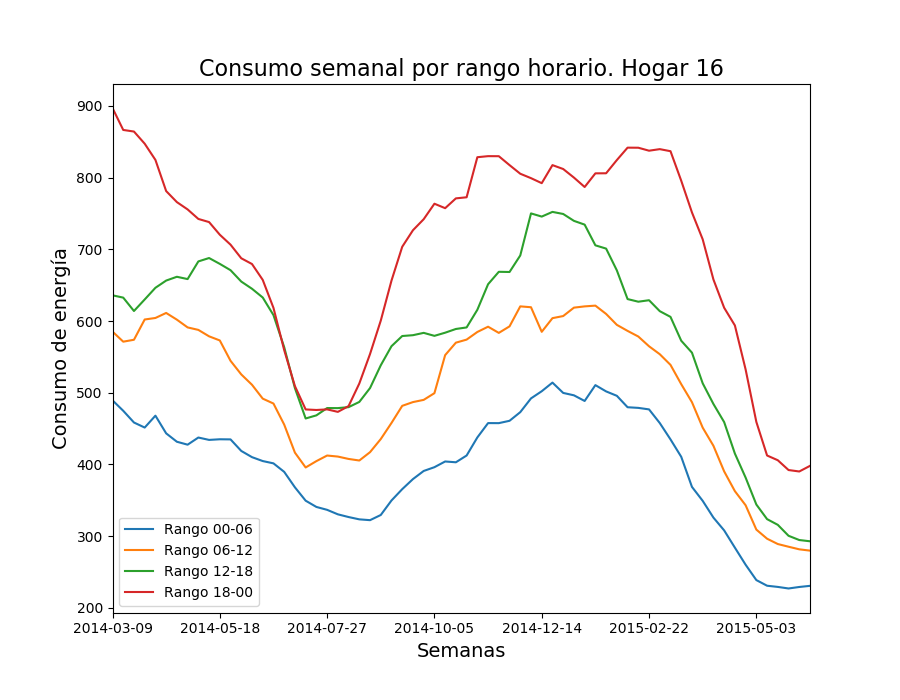 Consumo semanal por rango horario. Hogar 16
Consumo de energía
900
800
700
600
500
400
300
200
Rango 00-06
Rango 06-12
Rango 12-18
Rango 18-00
2014-03-09 2014-05-18 2014-07-27 2014-10-05 2014-12-14 2015-02-22 2015-05-03
Semanas